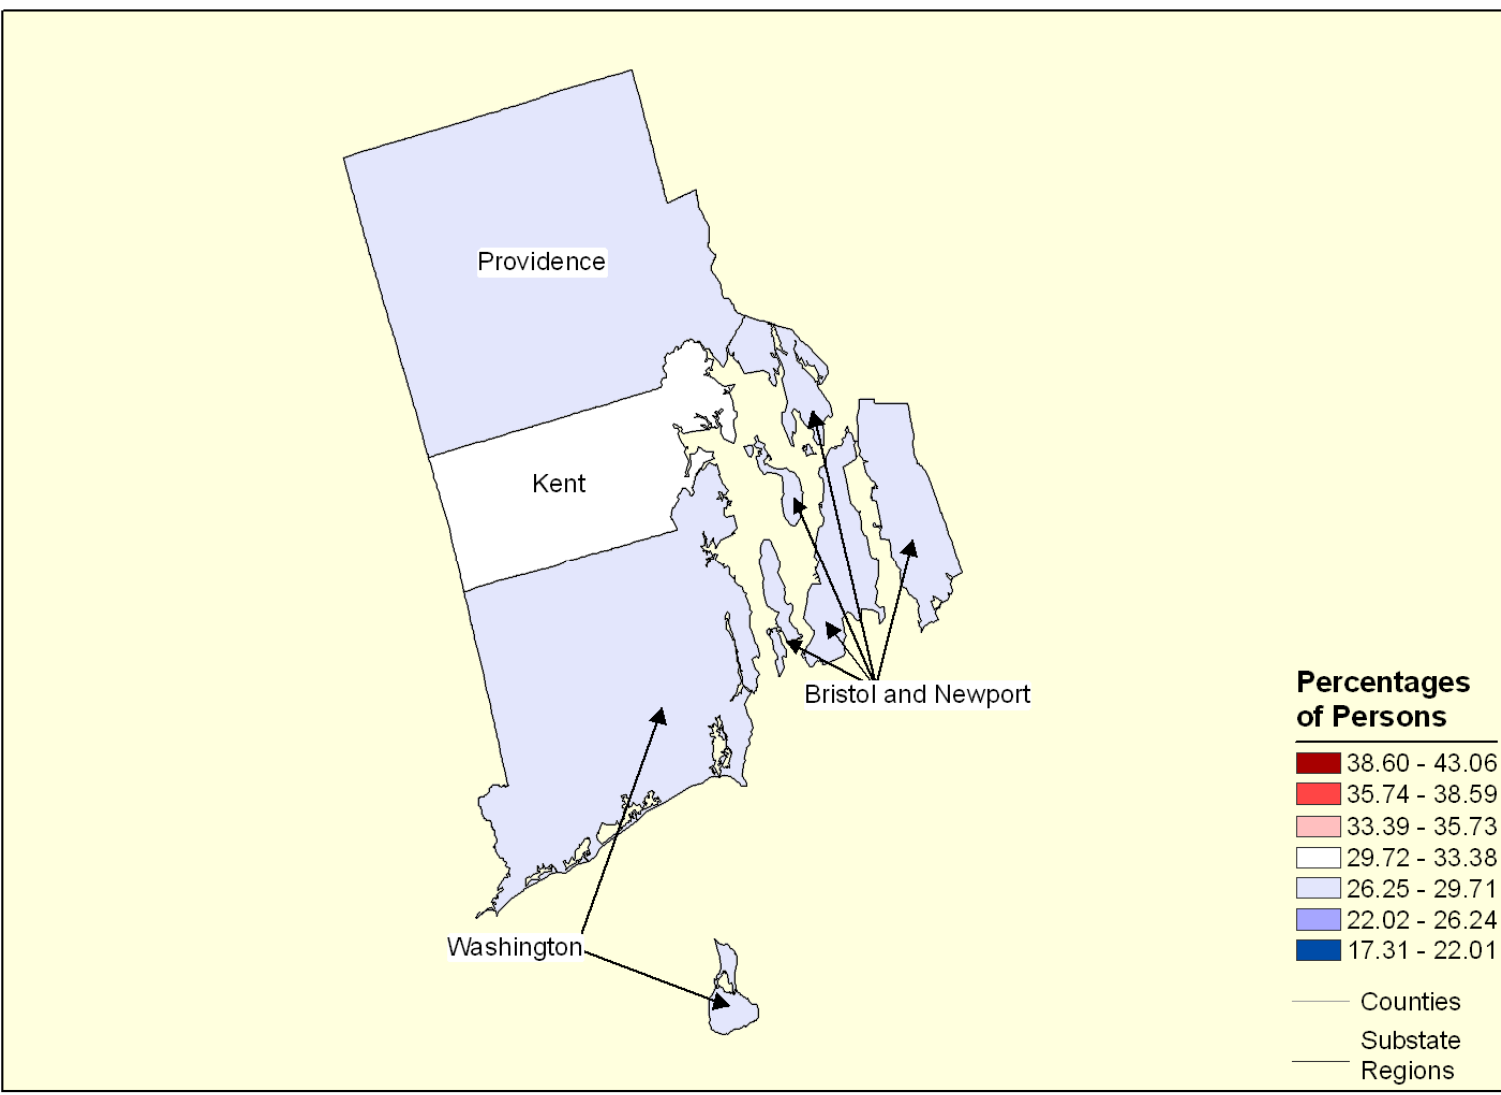 Providence
Kent
Bristol and Newport
Washington
Percentages
of Persons
38.60 - 43.06
35.74 - 38.59
33.39 - 35.73
29.72 - 33.38
26.25 - 29.71
22.02 - 26.24
17.31 - 22.01
Counties
Substate
Regions